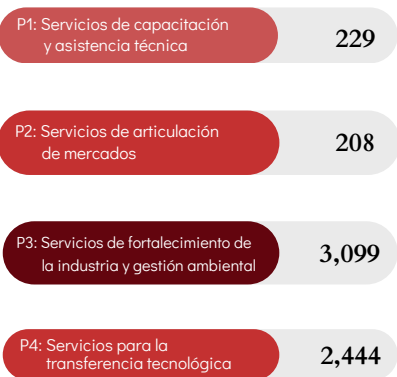 P1: Servicios de capacitación
y asistencia técnica
229
P2: Servicios de articulación
de mercados
208
P3: Servicios de fortalecimiento de
la industria y gestión ambiental
3,099
P4: Servicios para la
transferencia tecnológica
2,444